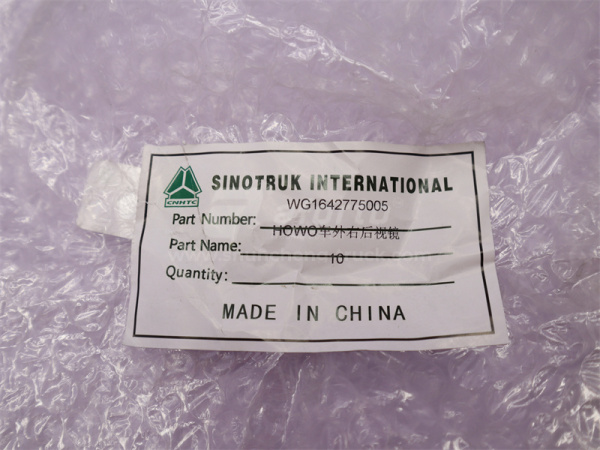 SINOTRUK INTERNATIONAL
CNHTC
WG1642775005
Part Number:
HOWO车外右后视镜
Part Name:
10
Quantity:
MADE IN CHINA